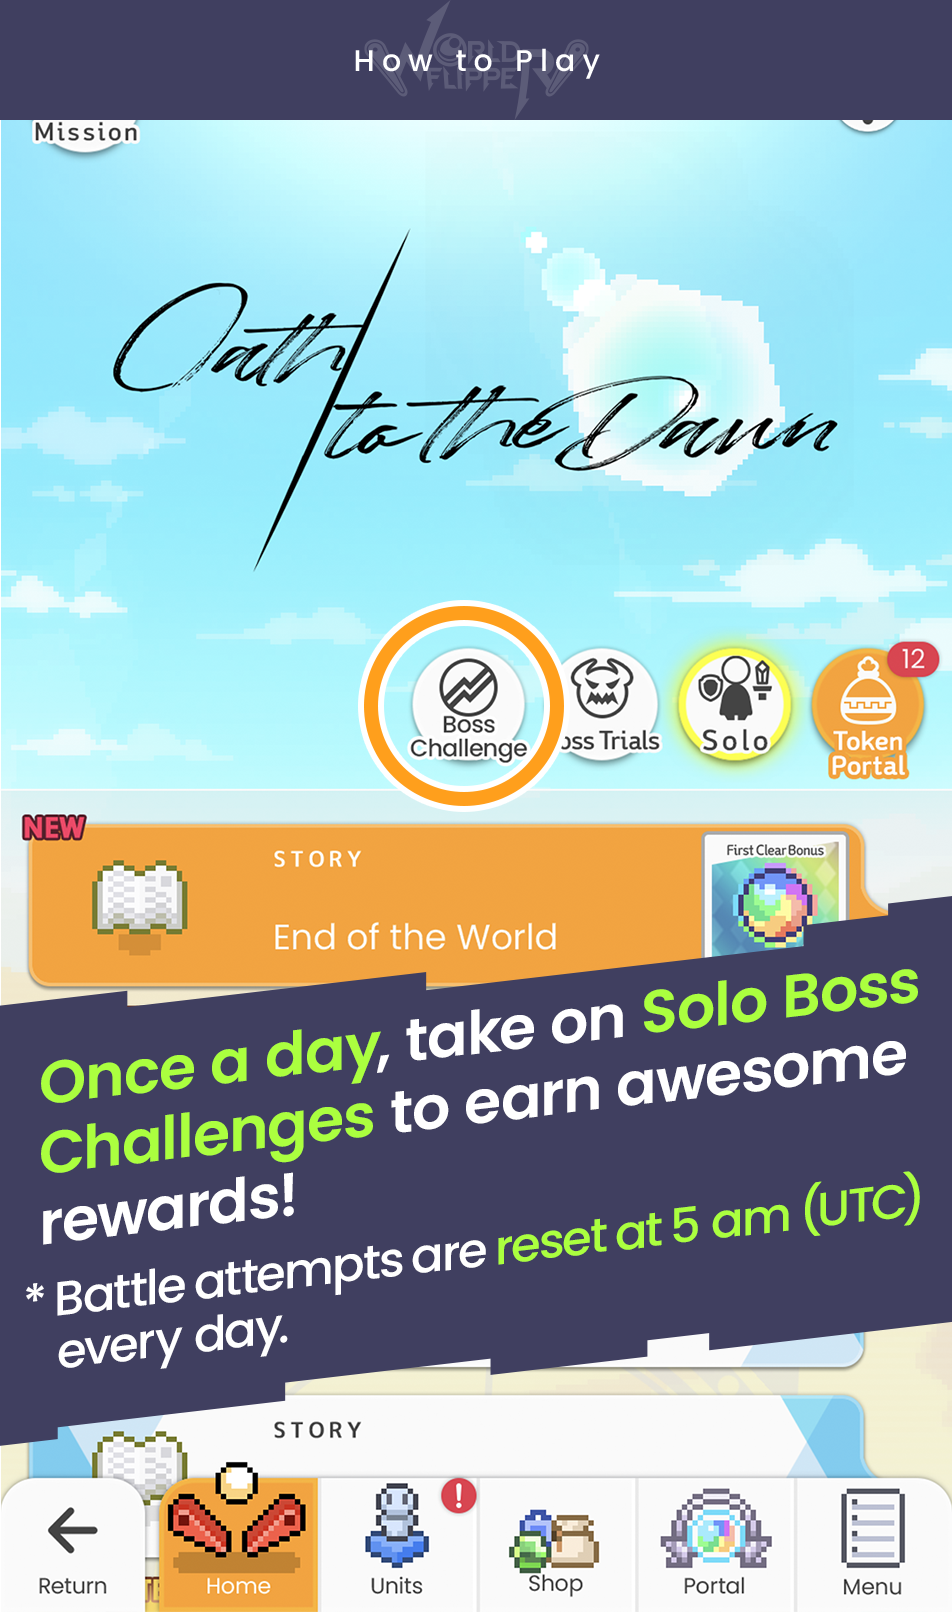 WORLD FLIPPER
How to Play
Mission
Oath
to the Dawn
12
Boss
Challenge
oss Trials
Solo
Token
Portal
NEW
STORY
First Clear Bonus
End of the World
Once a day, take on Solo Boss
Challenges to earn awesome
rewards!
* Battle attempts are reset at 5 am (UTC)
every day.
STORY
!
Return
Home
Units
Shop
Portal
Menu